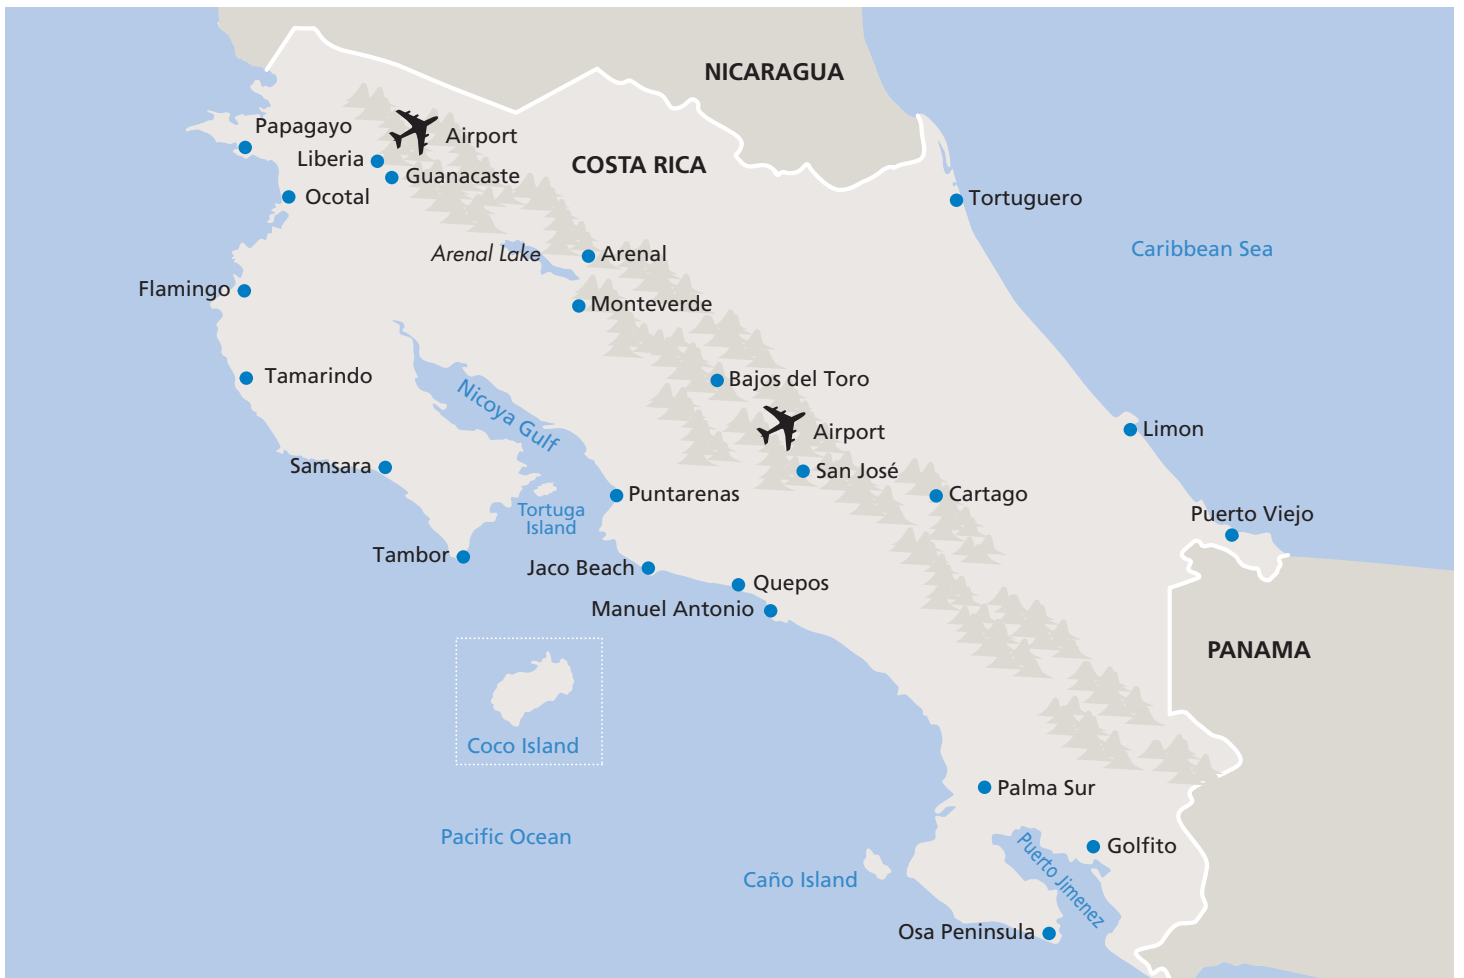 NICARAGUA
Papagayo
Airport
Liberia
COSTA RICA
Guanacaste
Ocotal
Tortuguero
Caribbean Sea
Arenal Lake
Arenal
Flamingo
Monteverde
Tamarindo
Bajos del Toro
Nicoya Gulf
Airport
Limon
Samsara
San José
Puntarenas
Cartago
Tortuga
Island
Puerto Viejo
Tambor
Jaco Beach
Quepos
Manuel Antonio
PANAMA
Coco Island
Palma Sur
Pacific Ocean
Golfito
Puerto Jimenez
Caño Island
Osa Peninsula